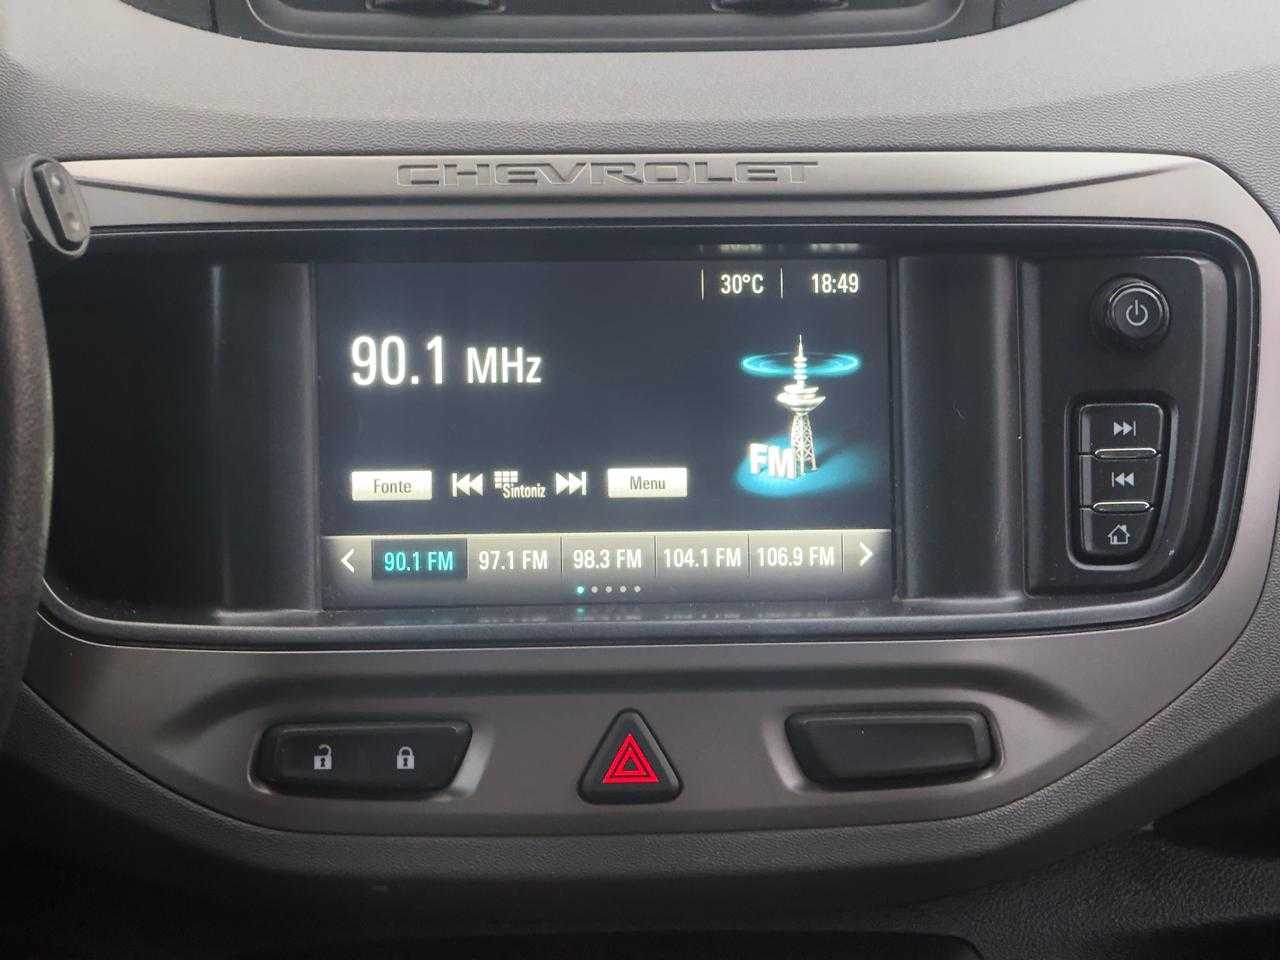 CHEVROLET
30°C 18:49
90.1 MHz
FM
Fonte Sintoniz Menu
90.1 FM 97.1 FM 98.3 FM 104.1 FM 106.9 FM